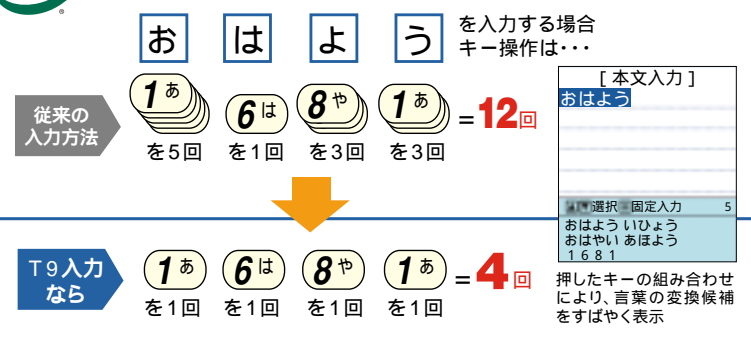 お は よ う を入力する場合
キー操作は・・・
従来の
入力方法
1あ 6は 8や 1あ =12回
を5回 を1回 を3回 を3回
[ 本文入力 ]
おはよう
選択 固定入力 5
おはよう いひょう
おはやい あほよう
1 6 8 1
T9入力
なら
1あ 6は 8や 1あ =4回
を1回 を1回 を1回 を1回
押したキーの組み合わせ
により、言葉の変換候補
をすばやく表示